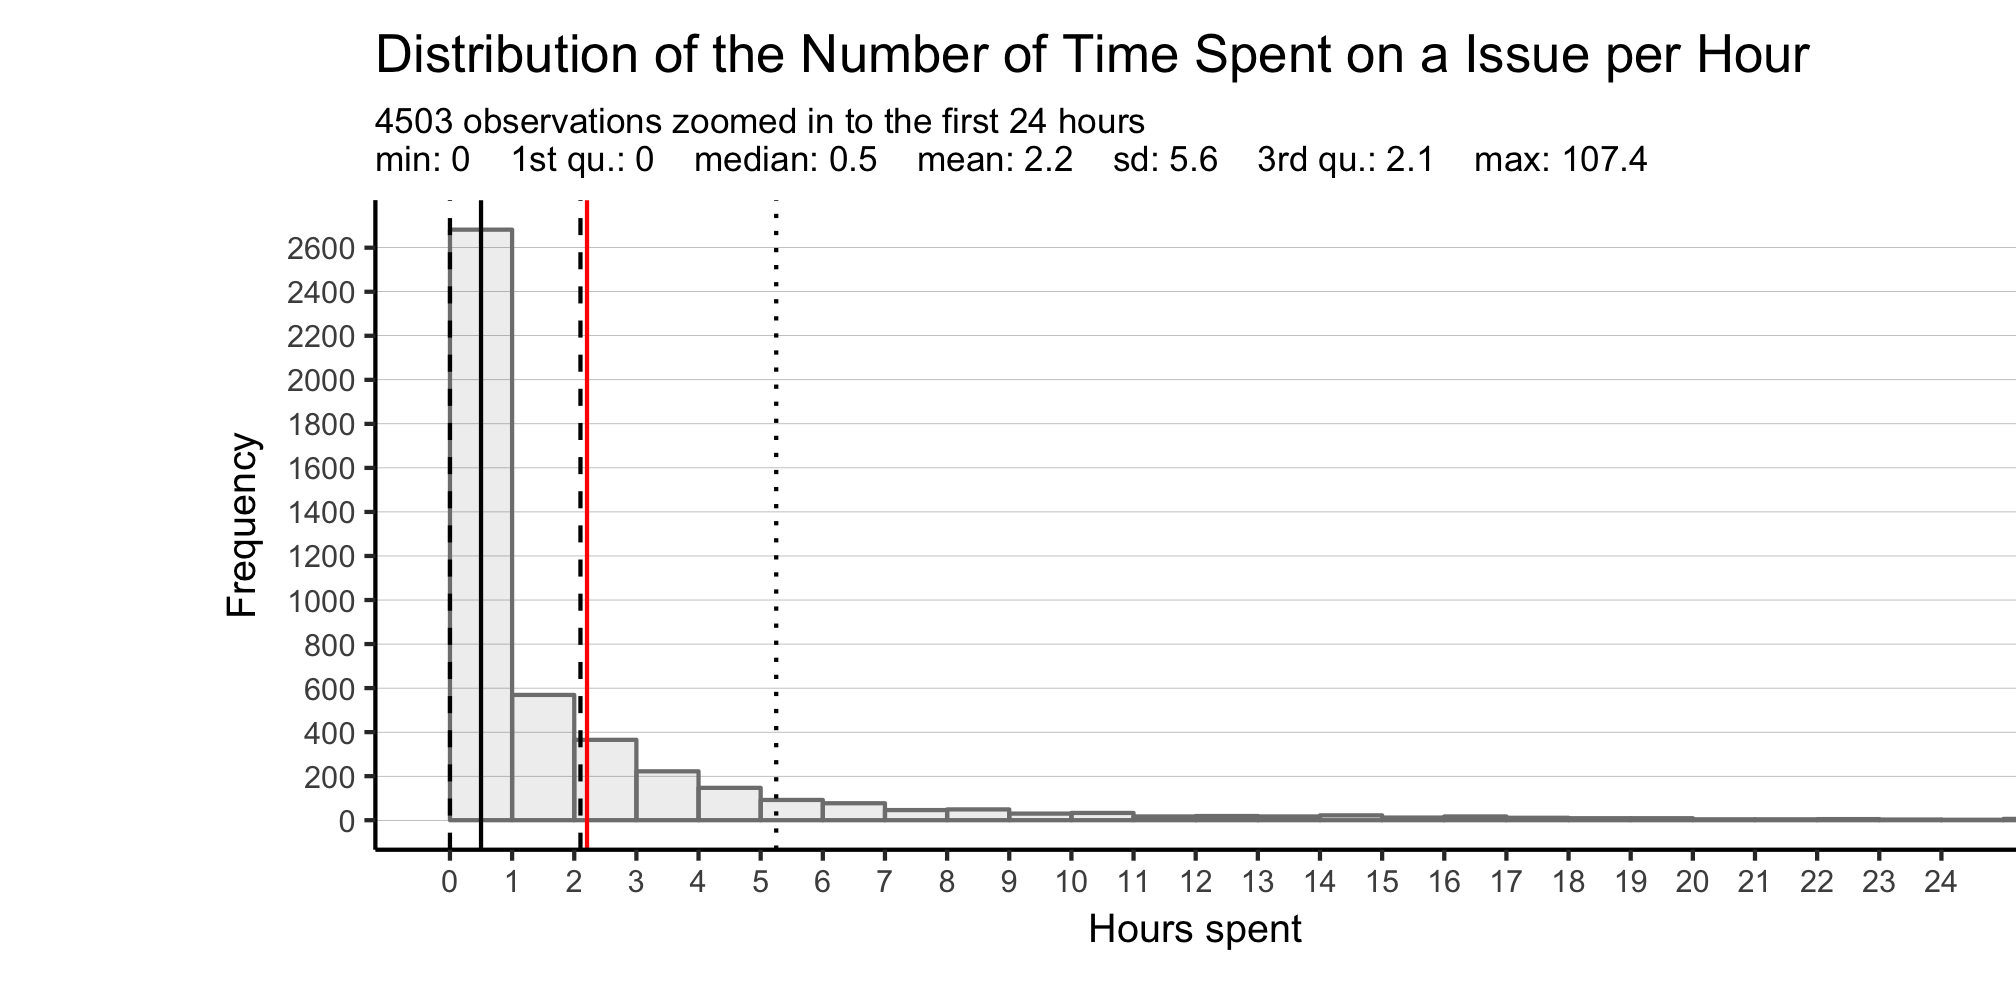 Distribution of the Number of Time Spent on a Issue per Hour
4503 observations zoomed in to the first 24 hours
min: 0 1st qu.: 0 median: 0.5 mean: 2.2 sd: 5.6 3rd qu.: 2.1 max: 107.4
Frequency
2600
2400
2200
2000
1800
1600
1400
1200
1000
800
600
400
200
0
0 1 2 3 4 5 6 7 8 9 10 11 12 13 14 15 16 17 18 19 20 21 22 23 24
Hours spent